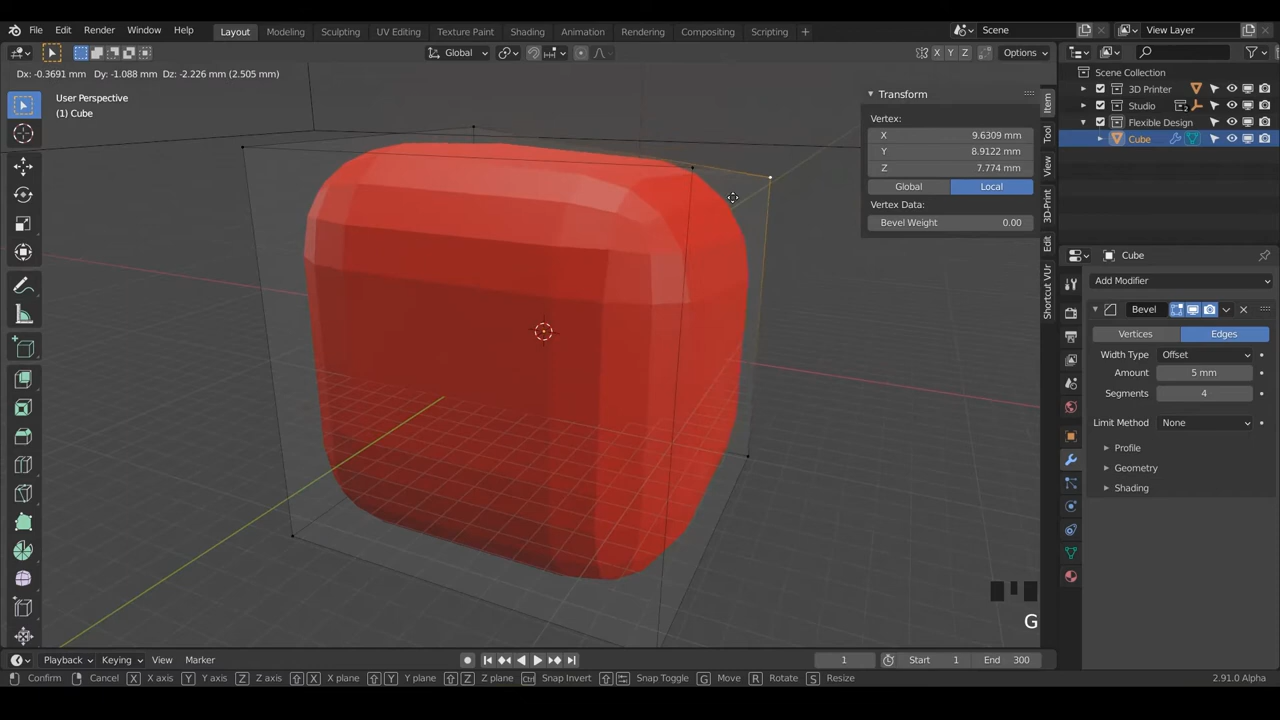 File Edit Render Window Help Layout Modeling Sculpting UV Editing Texture Paint Shading Animation Rendering Compositing Scripting + Scene View Layer
Global X Y Z Options
Dx: -0.3691 mm Dy: -1.088 mm Dz: -2.226 mm (2.505 mm)
User Perspective
(1) Cube
Transform
Vertex:
X 9.6309 mm
Y 8.9122 mm
Z 7.774 mm
Global Local
Vertex Data:
Bevel Weight 0.00
Item
Tool
View
3D-Print
Edit
Shortcut VUr
Scene Collection
3D Printer
Studio 2
Flexible Design
Cube
Cube
Add Modifier
Bevel
Vertices Edges
Width Type Offset
Amount 5 mm
Segments 4
Limit Method None
Profile
Geometry
Shading
G
Playback Keying View Marker 1 Start 1 End 300
Confirm Cancel X X axis Y Y axis Z Z axis X X plane Y Y plane Z Z plane Ctrl Snap Invert Snap Toggle G Move R Rotate S Resize 2.91.0 Alpha